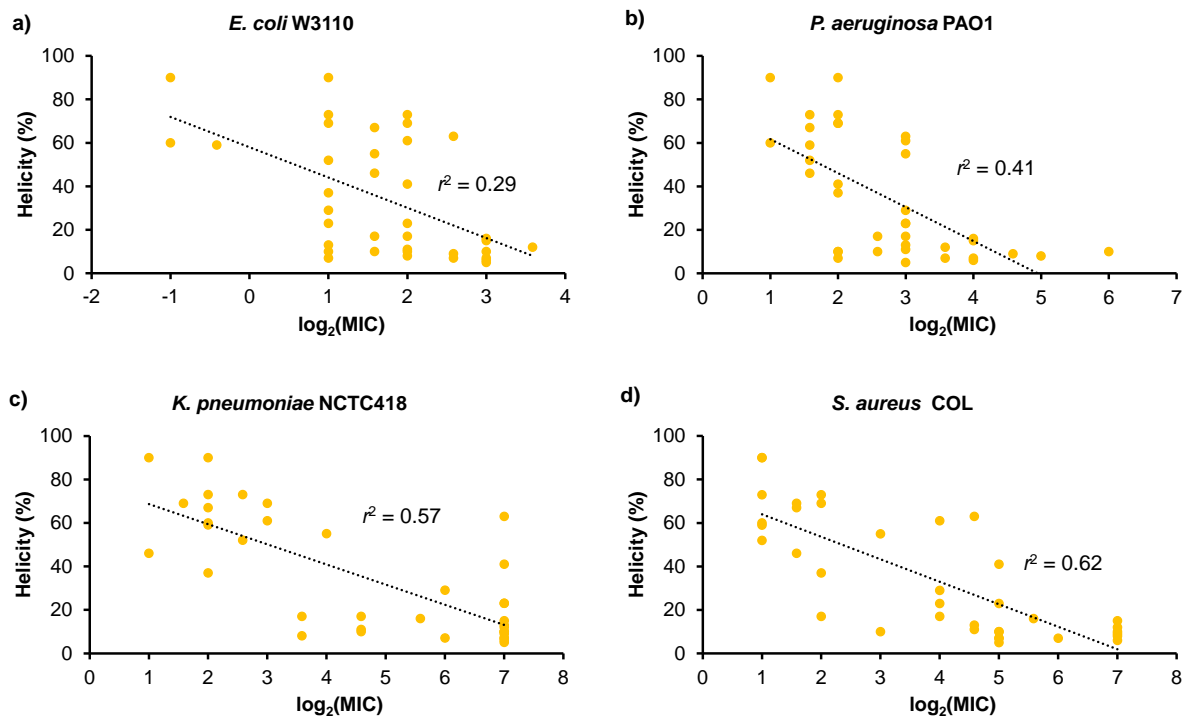 a) E. coli W3110
100
80
60
40
20
0
Helicity (%)
-2 -1 0 1 2 3 4
log₂(MIC)
r² = 0.29
b) P. aeruginosa PAO1
100
80
60
40
20
0
Helicity (%)
0 1 2 3 4 5 6 7
log₂(MIC)
r² = 0.41
c) K. pneumoniae NCTC418
100
80
60
40
20
0
Helicity (%)
0 1 2 3 4 5 6 7 8
log₂(MIC)
r² = 0.57
d) S. aureus COL
100
80
60
40
20
0
Helicity (%)
0 1 2 3 4 5 6 7 8
log₂(MIC)
r² = 0.62